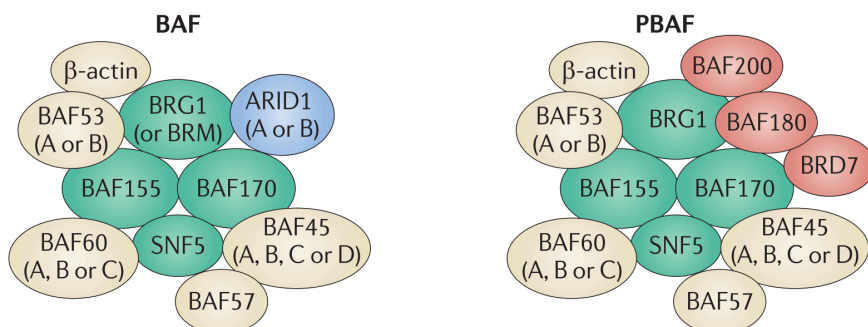 BAF
β-actin
BAF53
(A or B)
BRG1
(or BRM)
ARID1
(A or B)
BAF155
BAF170
BAF60
(A, B or C)
SNF5
BAF45
(A, B, C or D)
BAF57
PBAF
β-actin
BAF200
BAF53
(A or B)
BRG1
BAF180
BRD7
BAF155
BAF170
BAF60
(A, B or C)
SNF5
BAF45
(A, B, C or D)
BAF57